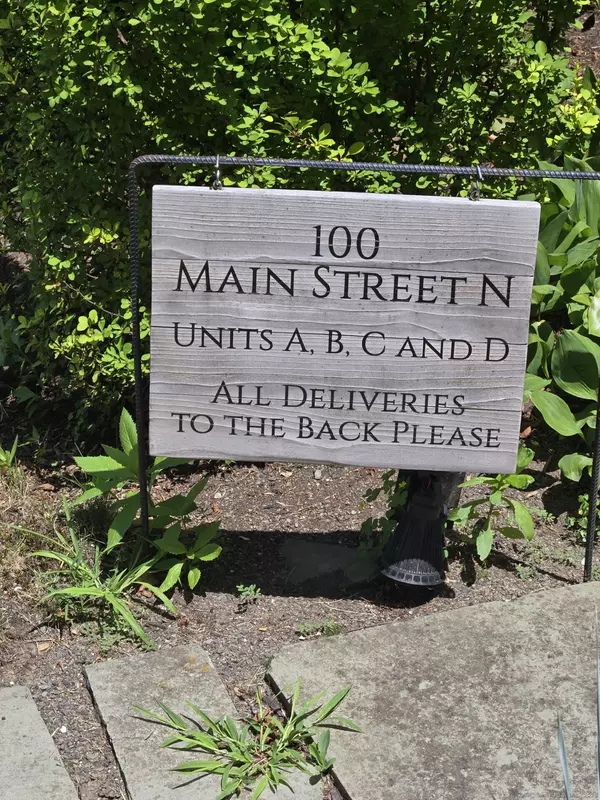 100
Main Street N
Units A, B, C and D
All Deliveries
to the Back Please